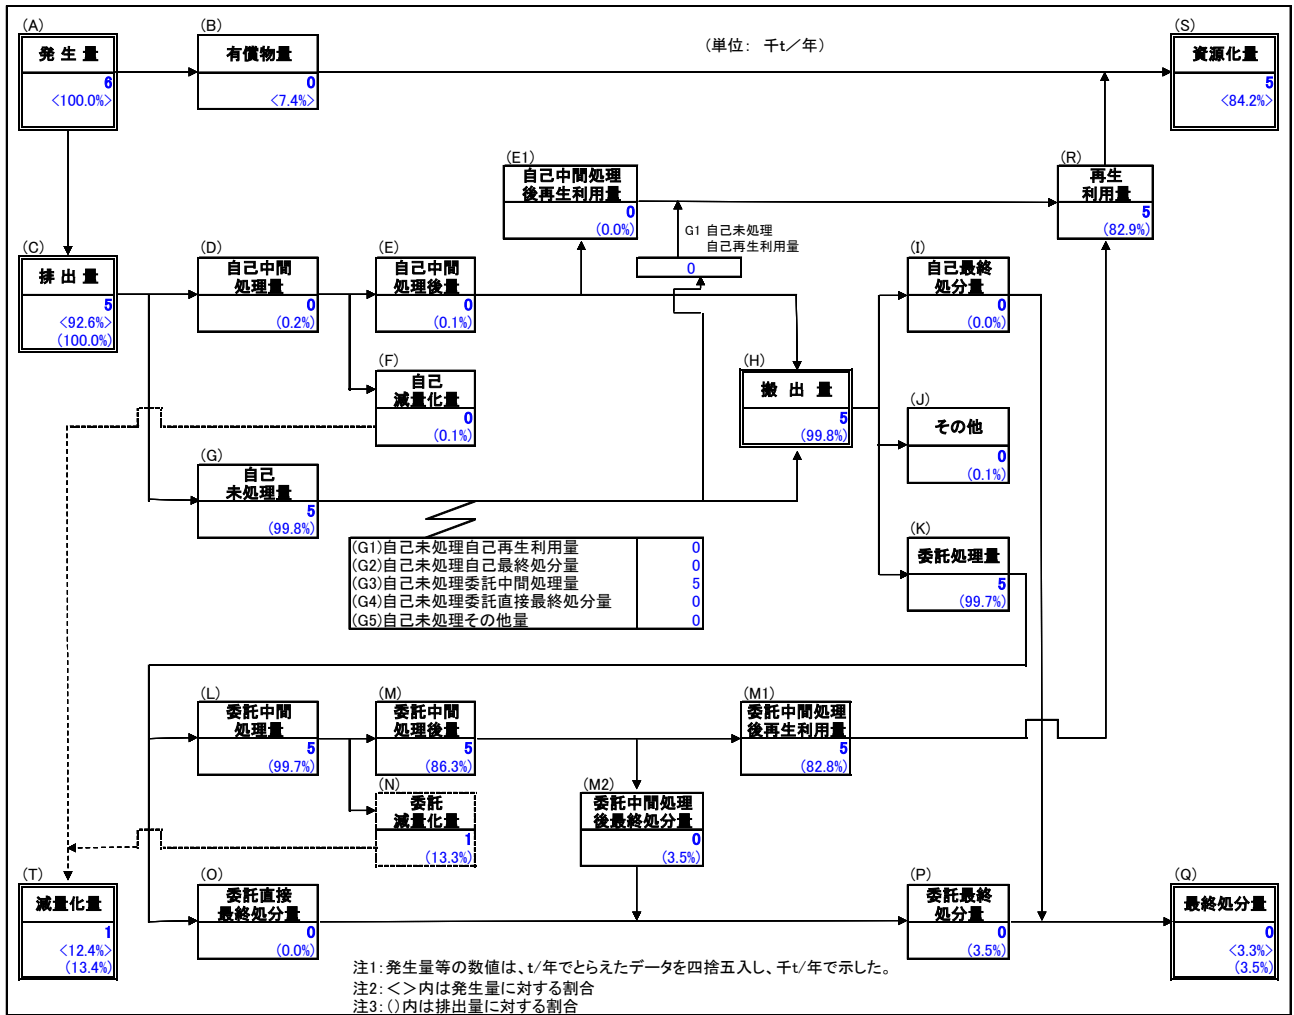 (A)
発 生 量
6
<100.0%>
(B)
有償物量
0
<7.4%>
(単位: 千t/年)
(S)
資源化量
5
<84.2%>
(E1)
自己中間処理
後再生利用量
0
(0.0%)
G1 自己未処理
自己再生利用量
0
(R)
再生
利用量
5
(82.9%)
(C)
排 出 量
5
<92.6%>
(100.0%)
(D)
自己中間
処理量
0
(0.2%)
(E)
自己中間
処理後量
0
(0.1%)
(I)
自己最終
処分量
0
(0.0%)
(F)
自己
減量化量
0
(0.1%)
(H)
搬 出 量
5
(99.8%)
(J)
その他
0
(0.1%)
(G)
自己
未処理量
5
(99.8%)
(G1)自己未処理自己再生利用量 0
(G2)自己未処理自己最終処分量 0
(G3)自己未処理委託中間処理量 5
(G4)自己未処理委託直接最終処分量 0
(G5)自己未処理その他量 0
(K)
委託処理量
5
(99.7%)
(L)
委託中間
処理量
5
(99.7%)
(M)
委託中間
処理後量
5
(86.3%)
(M1)
委託中間処理
後再生利用量
5
(82.8%)
(N)
委託
減量化量
1
(13.3%)
(M2)
委託中間処理
後最終処分量
0
(3.5%)
(T)
減量化量
1
<12.4%>
(13.4%)
(O)
委託直接
最終処分量
0
(0.0%)
(P)
委託最終
処分量
0
(3.5%)
(Q)
最終処分量
0
<3.3%>
(3.5%)
注1:発生量等の数値は、t/年でとらえたデータを四捨五入し、千t/年で示した。
注2:<>内は発生量に対する割合
注3:()内は排出量に対する割合